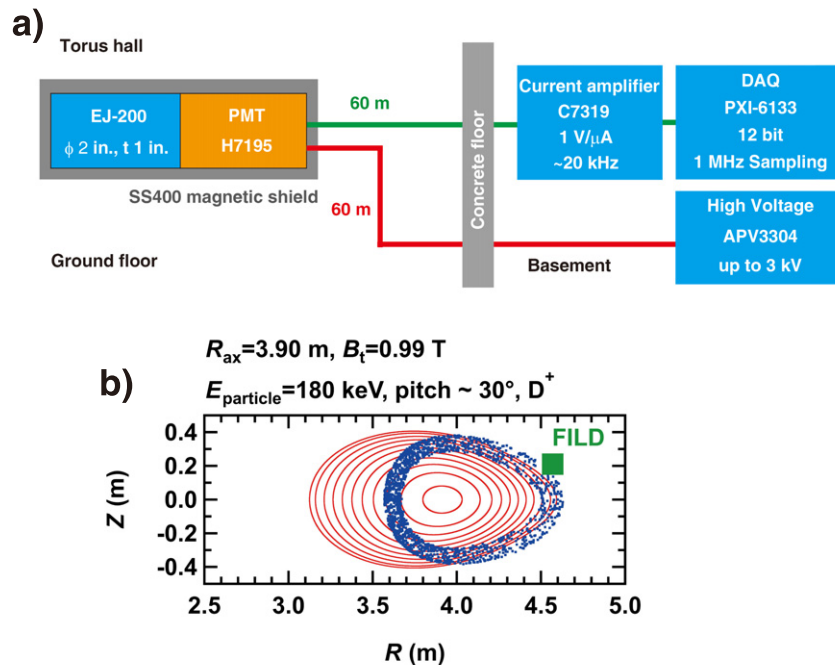 a)
Torus hall
EJ-200
ϕ 2 in., t 1 in.
PMT
H7195
SS400 magnetic shield
60 m
60 m
Ground floor
Concrete floor
Basement
Current amplifier
C7319
1 V/μA
~20 kHz
DAQ
PXI-6133
12 bit
1 MHz Sampling
High Voltage
APV3304
up to 3 kV
b)
Rax=3.90 m, Bt=0.99 T
Eparticle=180 keV, pitch ~ 30°, D+
FILD
Z (m)
0.4
0.2
0.0
-0.2
-0.4
2.5 3.0 3.5 4.0 4.5 5.0
R (m)